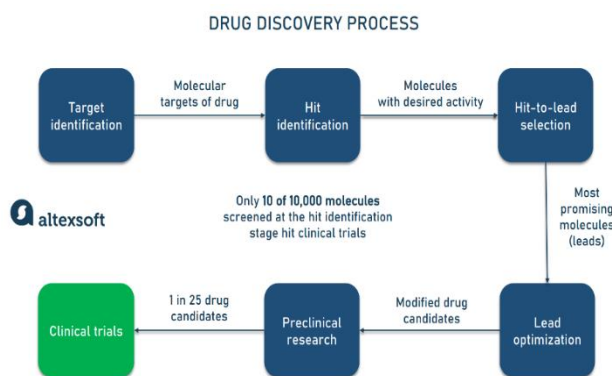 DRUG DISCOVERY PROCESS
Target
identification
Molecular
targets of drug
Hit
identification
Molecules
with desired activity
Hit-to-lead
selection
altexsoft
Only 10 of 10,000 molecules
screened at the hit identification
stage hit clinical trials
Most
promising
molecules
(leads)
Clinical trials
1 in 25 drug
candidates
Preclinical
research
Modified drug
candidates
Lead
optimization